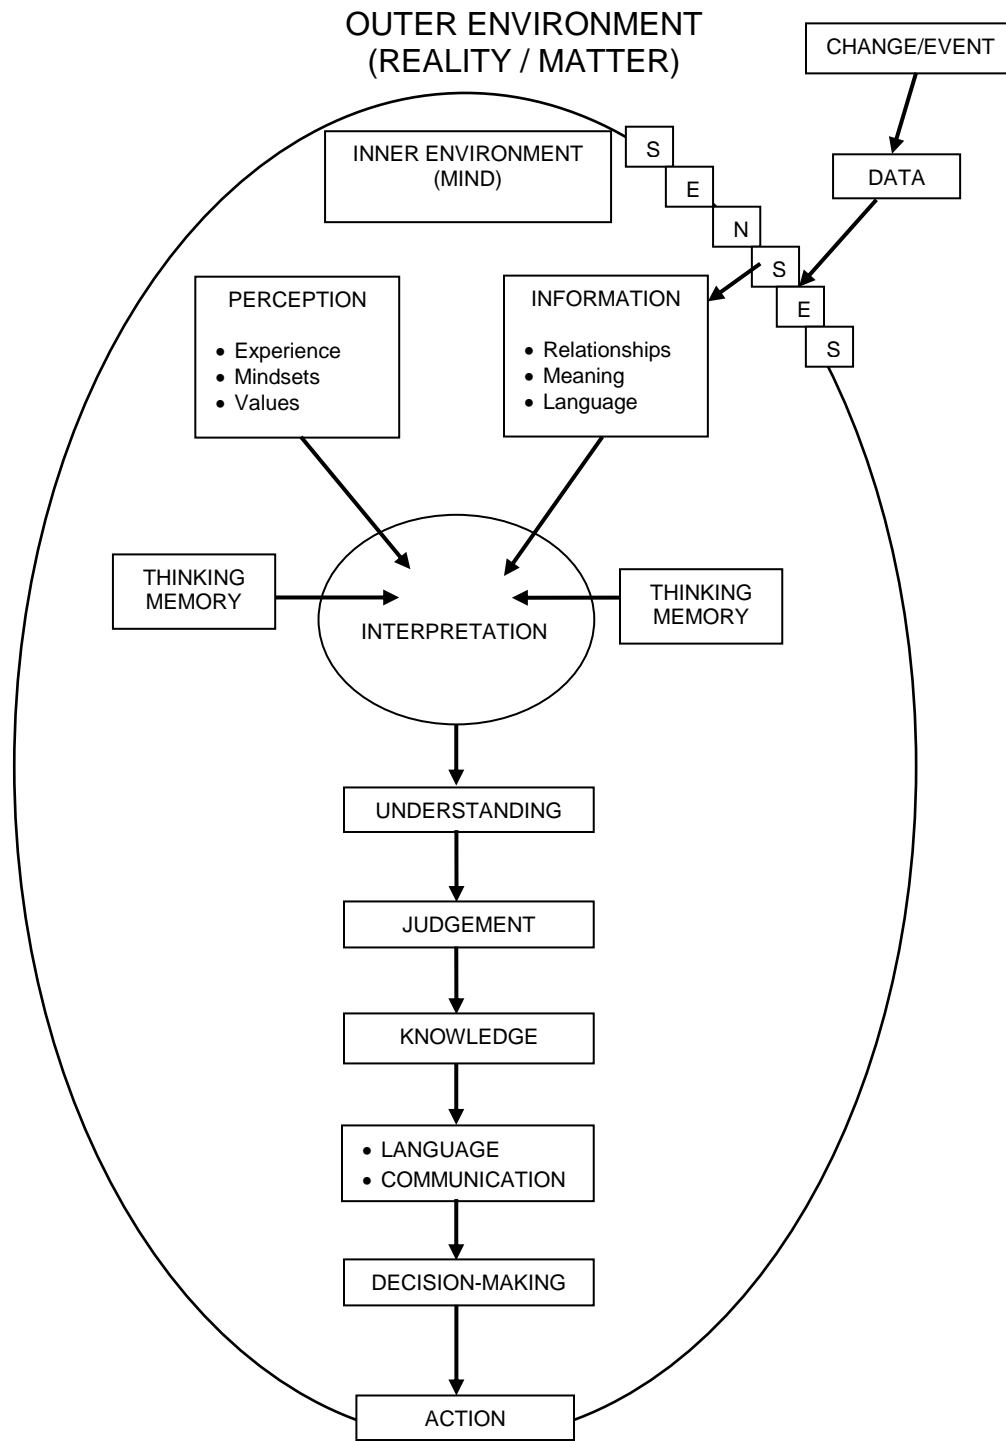 OUTER ENVIRONMENT
(REALITY / MATTER)
CHANGE/EVENT
DATA
INNER ENVIRONMENT
(MIND)
S
E
N
S
E
S
PERCEPTION
• Experience
• Mindsets
• Values
INFORMATION
• Relationships
• Meaning
• Language
THINKING
MEMORY
INTERPRETATION
THINKING
MEMORY
UNDERSTANDING
JUDGEMENT
KNOWLEDGE
• LANGUAGE
• COMMUNICATION
DECISION-MAKING
ACTION